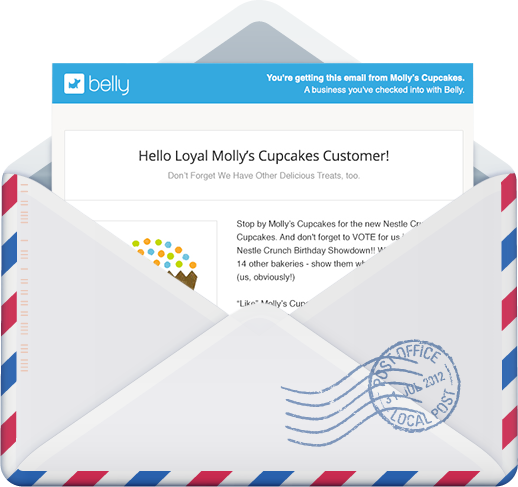 belly
You're getting this email from Molly's Cupcakes.
A business you've checked into with Belly.
Hello Loyal Molly's Cupcakes Customer!
Don't Forget We Have Other Delicious Treats, too.
Stop by Molly's Cupcakes for the new Nestle
Cupcakes. And don't forget to VOTE for us
Nestle Crunch Birthday Showdown!!
14 other bakeries - show them
(us, obviously!)
"Like" Molly's
POST OFFICE
31 JUL 2012
LOCAL POST